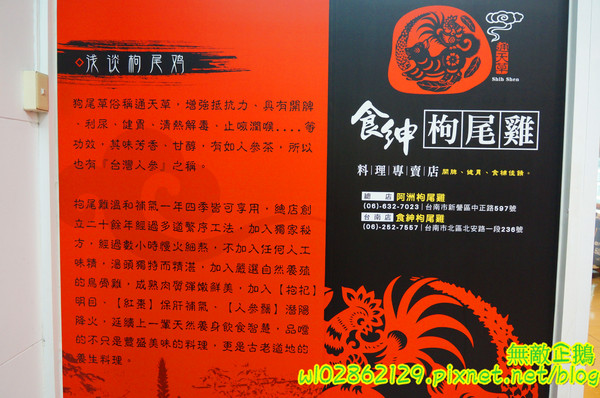 浅谈枸尾鸡
狗尾草俗稱通天草，增強抵抗力、具有開脾
、利尿、健胃、清熱解毒、止咳潤喉....等
功效。其味芳香、甘醇，有如人參茶，所以
也有『台灣人參』之稱。
枸尾雞溫和補氣一年四季皆可享用，總店創
立二十餘年經過多道繁序工法，加入獨家秘
方，經過數小時慢火細熬，不加入任何人工
味精，湯頭獨特而精湛，加入嚴選自然養殖
的烏骨雞，成熟肉質彈嫩鮮美，加入【枸杞】
明目、【紅棗】保肝補氣、【人參鬚】滋陽
降火，延續上一輩天然養身飲食智慧，品嚐
的不只是豐盛美味的料理，更是古老道地的
養生料理。
Shih Shen
食紳枸尾雞
料理專賣店 開脾、健胃、食補佳餚。
總店 阿洲枸尾雞
(06)-632-7023 | 台南市新營區中正路597號
台南店 食紳枸尾雞
(06)-252-7557 | 台南市北區北安路一段236號
無敵企鵝
w102862129.pixnet.net/blog